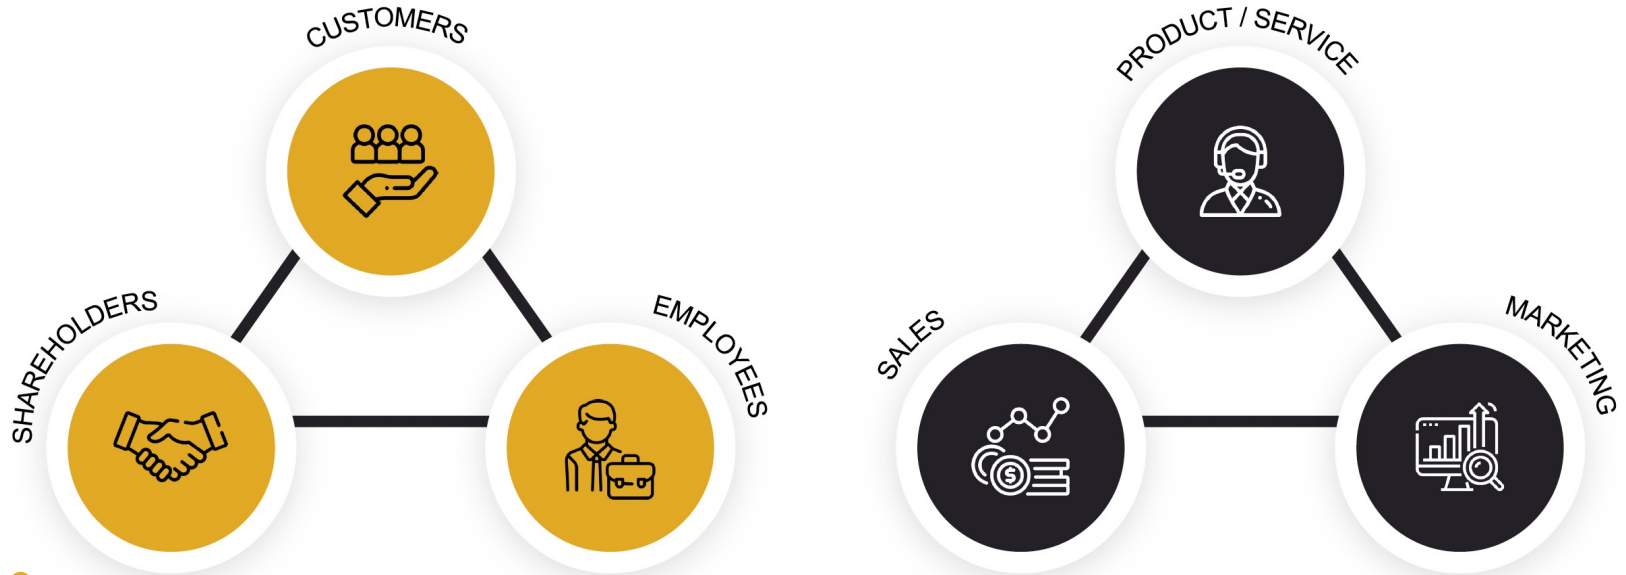 CUSTOMERS
SHAREHOLDERS
EMPLOYEES
PRODUCT / SERVICE
SALES
MARKETING
$